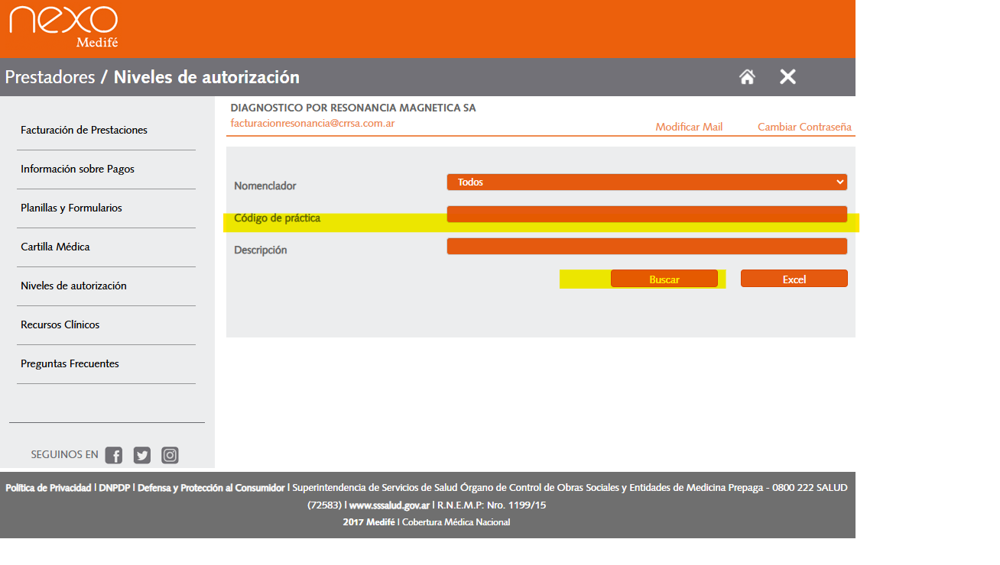 nexo
Medifé
Prestadores / Niveles de autorización
DIAGNOSTICO POR RESONANCIA MAGNETICA SA
facturacionresonancia@crrsa.com.ar
Modificar Mail Cambiar Contraseña
Facturación de Prestaciones
Información sobre Pagos
Planillas y Formularios
Cartilla Médica
Niveles de autorización
Recursos Clínicos
Preguntas Frecuentes
SEGUINOS EN
Nomenclador Todos
Código de práctica
Descripción
Buscar Excel
Política de Privacidad | DNPDP | Defensa y Protección al Consumidor | Superintendencia de Servicios de Salud Órgano de Control de Obras Sociales y Entidades de Medicina Prepaga - 0800 222 SALUD
(72583) | www.sssalud.gov.ar | R.N.E.M.P: Nro. 1199/15
2017 Medifé | Cobertura Médica Nacional